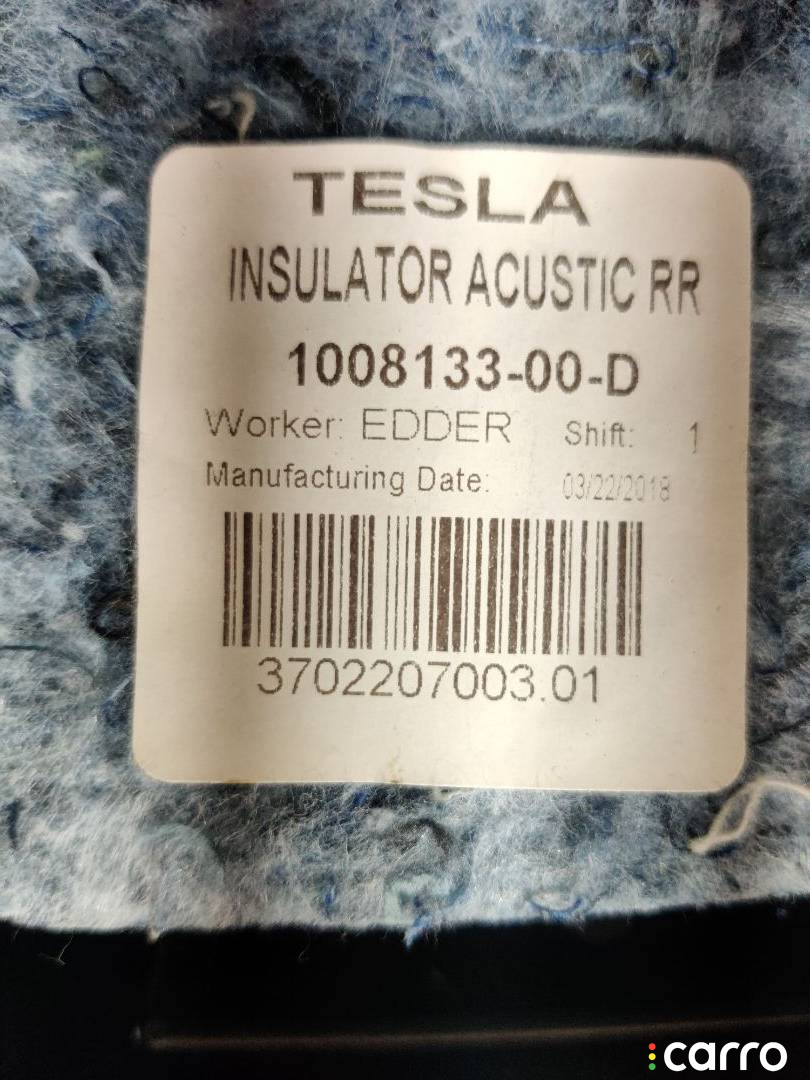 TESLA
INSULATOR ACUSTIC RR
1008133-00-D
Worker: EDDER Shift: 1
Manufacturing Date: 03/22/2018
3702207003.01
carro